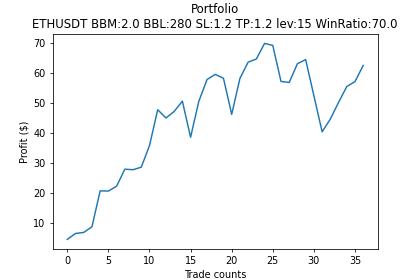 Portfolio
ETHUSDT BBM:2.0 BBL:280 SL:1.2 TP:1.2 lev:15 WinRatio:70.0
Profit ($)
70
60
50
40
30
20
10
0 5 10 15 20 25 30 35
Trade counts